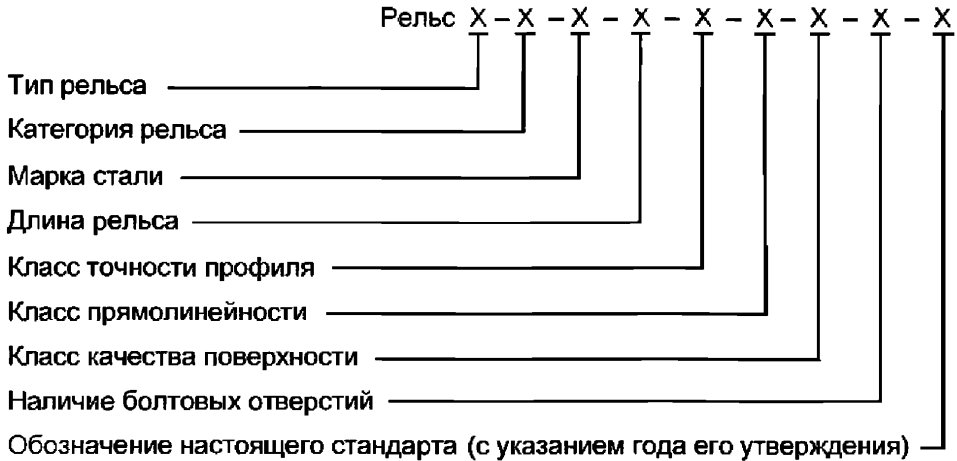 Рельс X – X – X – X – X – X – X – X – X
Тип рельса
Категория рельса
Марка стали
Длина рельса
Класс точности профиля
Класс прямолинейности
Класс качества поверхности
Наличие болтовых отверстий
Обозначение настоящего стандарта (с указанием года его утверждения)